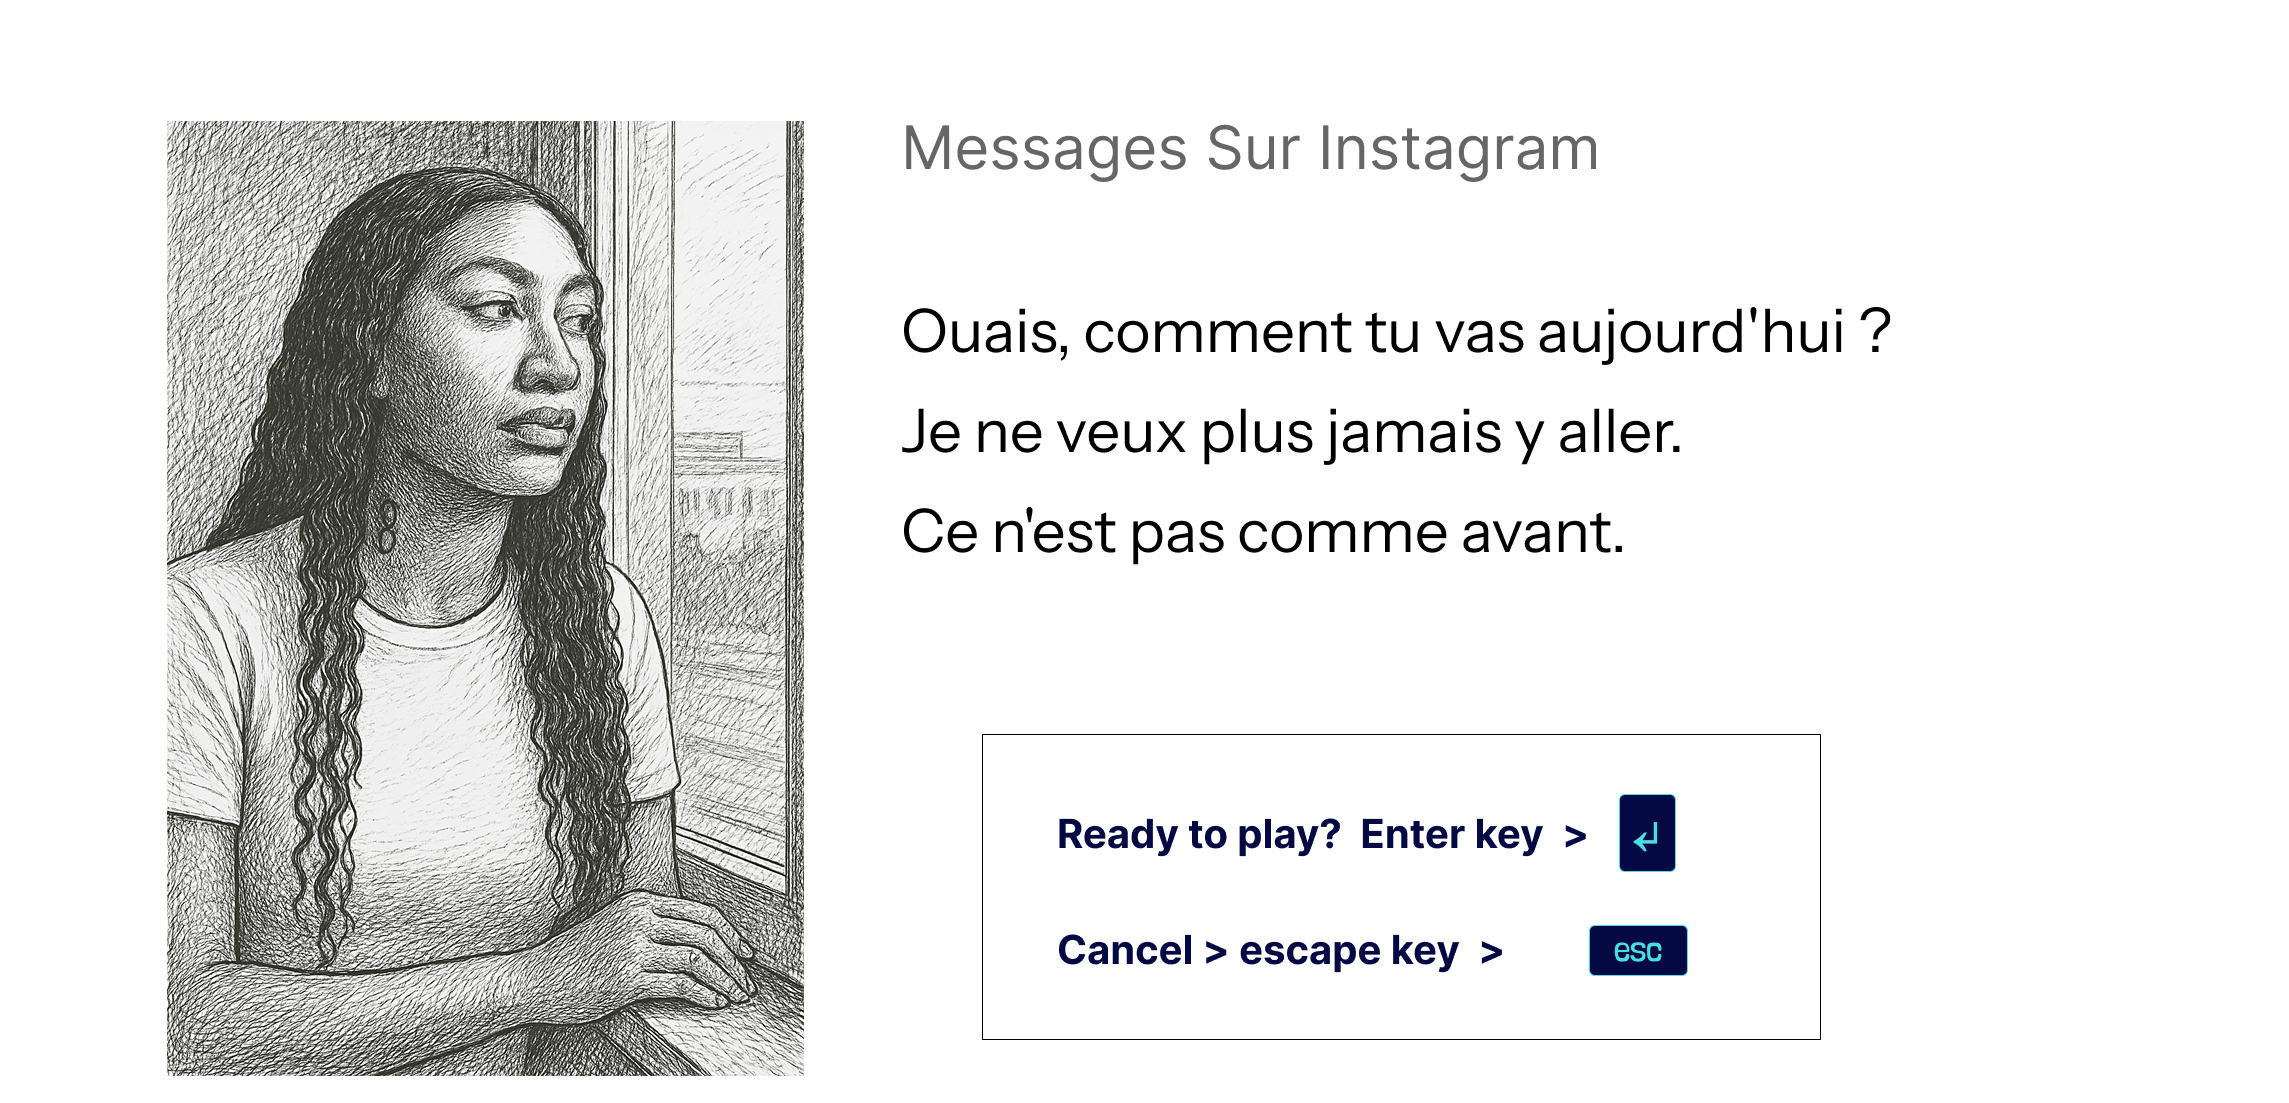 Messages Sur Instagram
Ouais, comment tu vas aujourd'hui ?
Je ne veux plus jamais y aller.
Ce n'est pas comme avant.
Ready to play?  Enter key  > ↲
Cancel > escape key  > esc